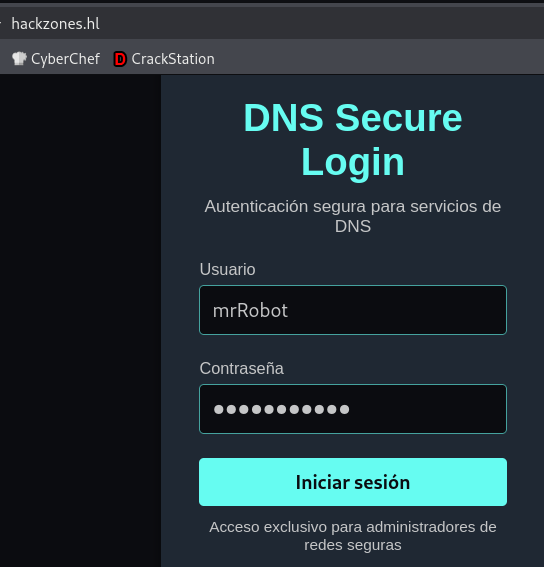 hackzones.hl
CyberChef CrackStation
DNS Secure
Login
Autenticación segura para servicios de
DNS
Usuario
mrRobot
Contraseña
Iniciar sesión
Acceso exclusivo para administradores de
redes seguras